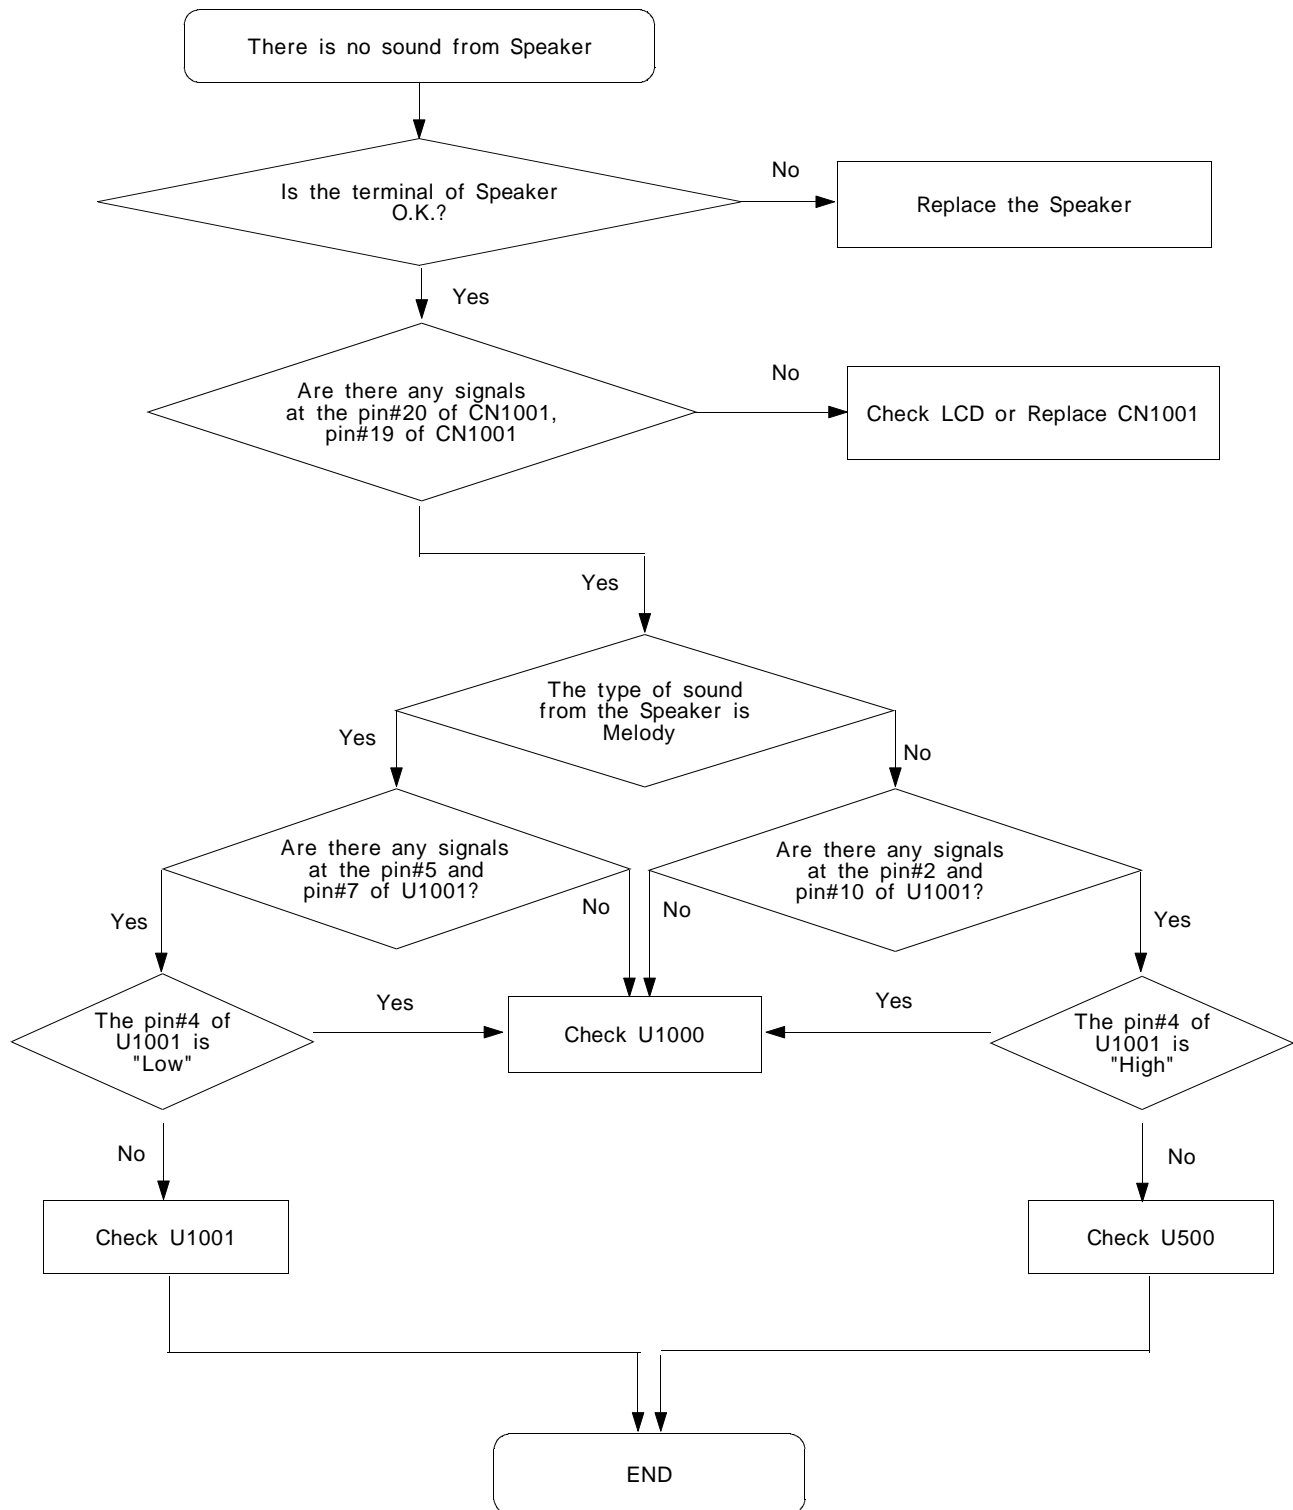 There is no sound from Speaker
Is the terminal of Speaker
O.K.?
No
Replace the Speaker
Yes
Are there any signals
at the pin#20 of CN1001,
pin#19 of CN1001
No
Check LCD or Replace CN1001
Yes
The type of sound
from the Speaker is
Melody
Yes
No
Are there any signals
at the pin#5 and
pin#7 of U1001?
Are there any signals
at the pin#2 and
pin#10 of U1001?
Yes
No
No
Yes
The pin#4 of
U1001 is
"Low"
Yes
Check U1000
Yes
The pin#4 of
U1001 is
"High"
No
No
Check U1001
Check U500
END